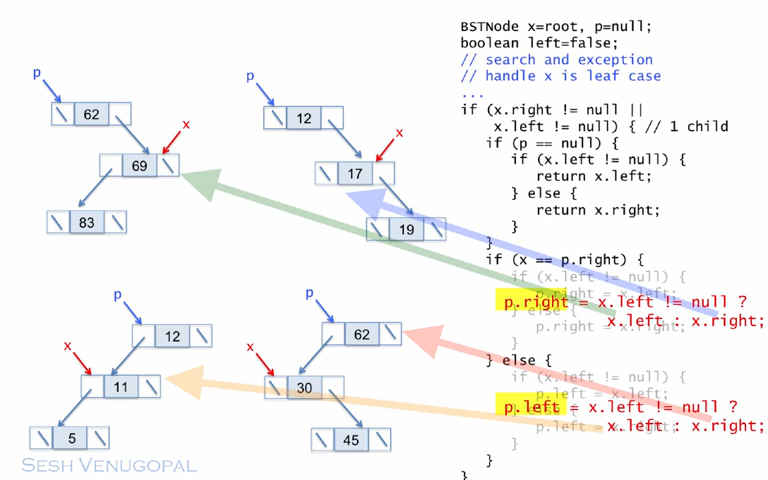 BSTNode x=root, p=null;
boolean left=false;
// search and exception
// handle x is leaf case
...
if (x.right != null ||
x.left != null) { // 1 child
if (p == null) {
if (x.left != null) {
return x.left;
} else {
return x.right;
}
}
if (x == p.right) {
if (x.left != null) {
p.right = x.left;
} else {
p.right = x.right;
}
p.right = x.left != null ?
x.left : x.right;
} else {
if (x.left != null) {
p.left = x.left;
} else {
p.left = x.right;
}
p.left = x.left != null ?
x.left : x.right;
}
}
p
62
x
69
83
p
12
x
17
19
p
12
x
11
5
p
62
x
30
45
SESH VENUGOPAL